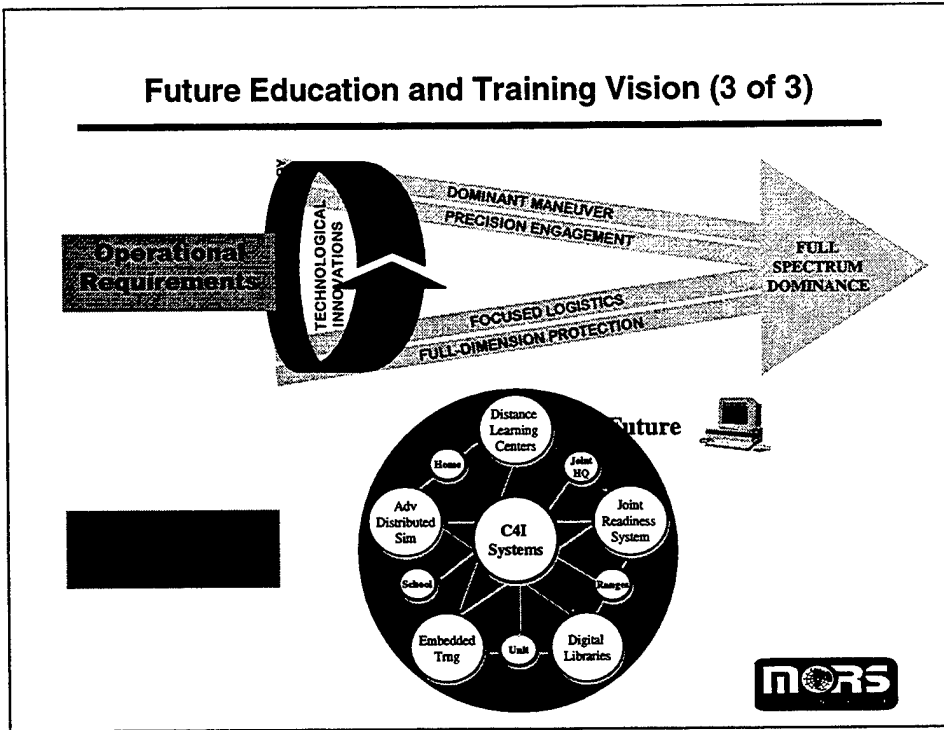 Future Education and Training Vision (3 of 3)
Operational
Requirements
TECHNOLOGICAL
INNOVATIONS
DOMINANT MANEUVER
PRECISION ENGAGEMENT
FOCUSED LOGISTICS
FULL-DIMENSION PROTECTION
FULL
SPECTRUM
DOMINANCE
Future
Distance
Learning
Centers
Home
Joint
HQ
Adv
Distributed
Sim
C4I
Systems
Joint
Readiness
System
School
Ranges
Embedded
Trng
Unit
Digital
Libraries
MORS